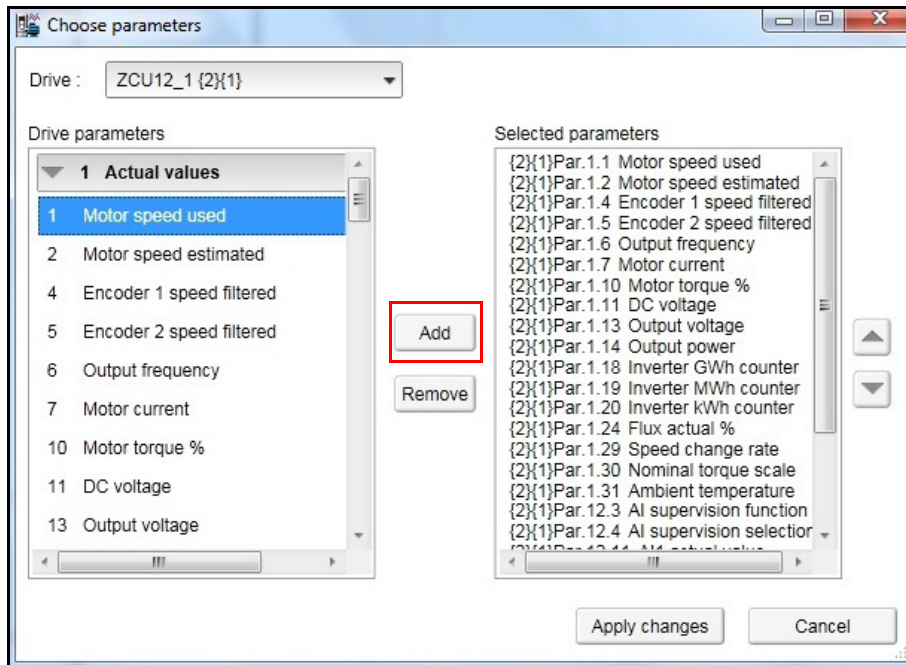 Choose parameters
Drive :
ZCU12_1 {2}{1}
Drive parameters
1 Actual values
1 Motor speed used
2 Motor speed estimated
4 Encoder 1 speed filtered
5 Encoder 2 speed filtered
6 Output frequency
7 Motor current
10 Motor torque %
11 DC voltage
13 Output voltage
Add
Remove
Selected parameters
{2}{1}Par.1.1 Motor speed used
{2}{1}Par.1.2 Motor speed estimated
{2}{1}Par.1.4 Encoder 1 speed filtered
{2}{1}Par.1.5 Encoder 2 speed filtered
{2}{1}Par.1.6 Output frequency
{2}{1}Par.1.7 Motor current
{2}{1}Par.1.10 Motor torque %
{2}{1}Par.1.11 DC voltage
{2}{1}Par.1.13 Output voltage
{2}{1}Par.1.14 Output power
{2}{1}Par.1.18 Inverter GWh counter
{2}{1}Par.1.19 Inverter MWh counter
{2}{1}Par.1.20 Inverter kWh counter
{2}{1}Par.1.24 Flux actual %
{2}{1}Par.1.29 Speed change rate
{2}{1}Par.1.30 Nominal torque scale
{2}{1}Par.1.31 Ambient temperature
{2}{1}Par.12.3 AI supervision function
{2}{1}Par.12.4 AI supervision selection
Apply changes
Cancel